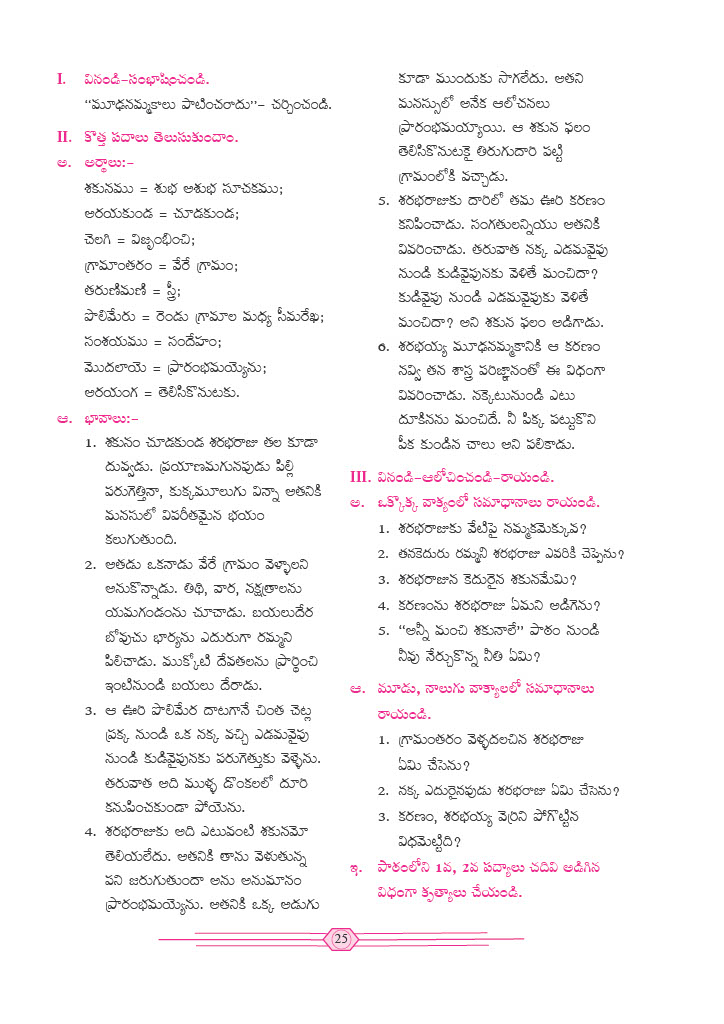 I. వినండి-సంభాషించండి.
“మూఢనమ్మకాలు పాటించరాదు”- చర్చించండి.
II. కొత్త పదాలు తెలుసుకుందాం.
అ. అర్థాలు:-
శకునము = శుభ అశుభ సూచకము;
అరయకుండ = చూడకుండ;
చెలగి = విజృంభించి;
గ్రామాంతరం = వేరే గ్రామం;
తరుణిమణి = స్త్రీ;
పొలిమేరు = రెండు గ్రామాల మధ్య సీమరేఖ;
సంశయము = సందేహం;
మొదలాయె = ప్రారంభమయ్యెను;
అరయంగ = తెలిసికొనుటకు.
ఆ. భావాలు:-
1. శకునం చూడకుండ శరభరాజు తల కూడా
దువ్వడు. ప్రయాణమగునపుడు పిల్లి
పరుగెత్తినా, కుక్కమూలుగు విన్నా అతనికి
మనసులో విపరీతమైన భయం
కలుగుతుంది.
2. అతడు ఒకనాడు వేరే గ్రామం వెళ్ళాలని
అనుకొన్నాడు. తిథి, వార, నక్షత్రాలను
యమగండంను చూచాడు. బయలుదేర
బోవుచు భార్యను ఎదురుగా రమ్మని
పిలిచాడు. ముక్కోటి దేవతలను ప్రార్థించి
ఇంటినుండి బయలు దేరాడు.
3. ఆ ఊరి పొలిమేర దాటగానే చింత చెట్ల
ప్రక్క నుండి ఒక నక్క వచ్చి ఎడమవైపు
నుండి కుడివైపునకు పరుగెత్తుకు వెళ్ళెను.
తరువాత అది ముళ్ళ డొంకలలో దూరి
కనుపించకుండా పోయెను.
4. శరభరాజుకు అది ఎటువంటి శకునమో
తెలియలేదు. అతనికి తాను వెళుతున్న
పని జరుగుతుందా అను అనుమానం
ప్రారంభమయ్యెను. అతనికి ఒక్క అడుగు
కూడా ముందుకు సాగలేదు. అతని
మనస్సులో అనేక ఆలోచనలు
ప్రారంభమయ్యాయి. ఆ శకున ఫలం
తెలిసికొనుటకై తిరుగుదారి పట్టి
గ్రామంలోకి వచ్చాడు.
5. శరభరాజుకు దారిలో తమ ఊరి కరణం
కనిపించాడు. సంగతులన్నియు అతనికి
వివరించాడు. తరువాత నక్క ఎడమవైపు
నుండి కుడివైపునకు వెళితే మంచిదా?
కుడివైపు నుండి ఎడమవైపుకు వెళితే
మంచిదా? అని శకున ఫలం అడిగాడు.
6. శరభయ్య మూఢనమ్మకానికి ఆ కరణం
నవ్వి తన శాస్త్ర పరిజ్ఞానంతో ఈ విధంగా
వివరించాడు. నక్కెటునుండి ఎటు
దూకినను మంచిదే. నీ పిక్క పట్టుకొని
పీక కుండిన చాలు అని పలికాడు.
III. వినండి-ఆలోచించండి-రాయండి.
అ. ఒక్కొక్క వాక్యంలో సమాధానాలు రాయండి.
1. శరభరాజుకు వేటిపై నమ్మకమెక్కువ?
2. తనకెదురు రమ్మని శరభరాజు ఎవరికి చెప్పెను?
3. శరభరాజున కెదురైన శకునమేమి?
4. కరణంను శరభరాజు ఏమని అడిగెను?
5. “అన్నీ మంచి శకునాలే” పాఠం నుండి
నీవు నేర్చుకొన్న నీతి ఏమి?
ఆ. మూడు, నాలుగు వాక్యాలలో సమాధానాలు
రాయండి.
1. గ్రామంతరం వెళ్ళదలచిన శరభరాజు
ఏమి చేసెను?
2. నక్క ఎదురైనపుడు శరభరాజు ఏమి చేసెను?
3. కరణం, శరభయ్య వెర్రిని పోగొట్టిన
విధమెట్టిది?
ఇ. పాఠంలోని 1వ, 2వ పద్యాలు చదివి అడిగిన
విధంగా కృత్యాలు చేయండి.
25